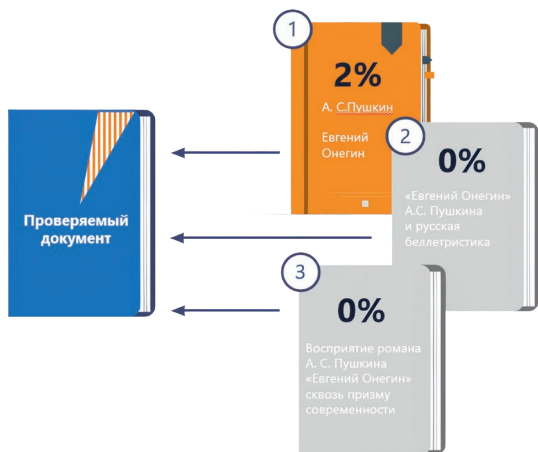 1
2%
А. С.Пушкин
Евгений
Онегин
2
0%
«Евгений Онегин»
А.С. Пушкина
и русская
беллетристика
Проверяемый
документ
3
0%
Восприятие романа
А. С. Пушкина
«Евгений Онегин»
сквозь призму
современности